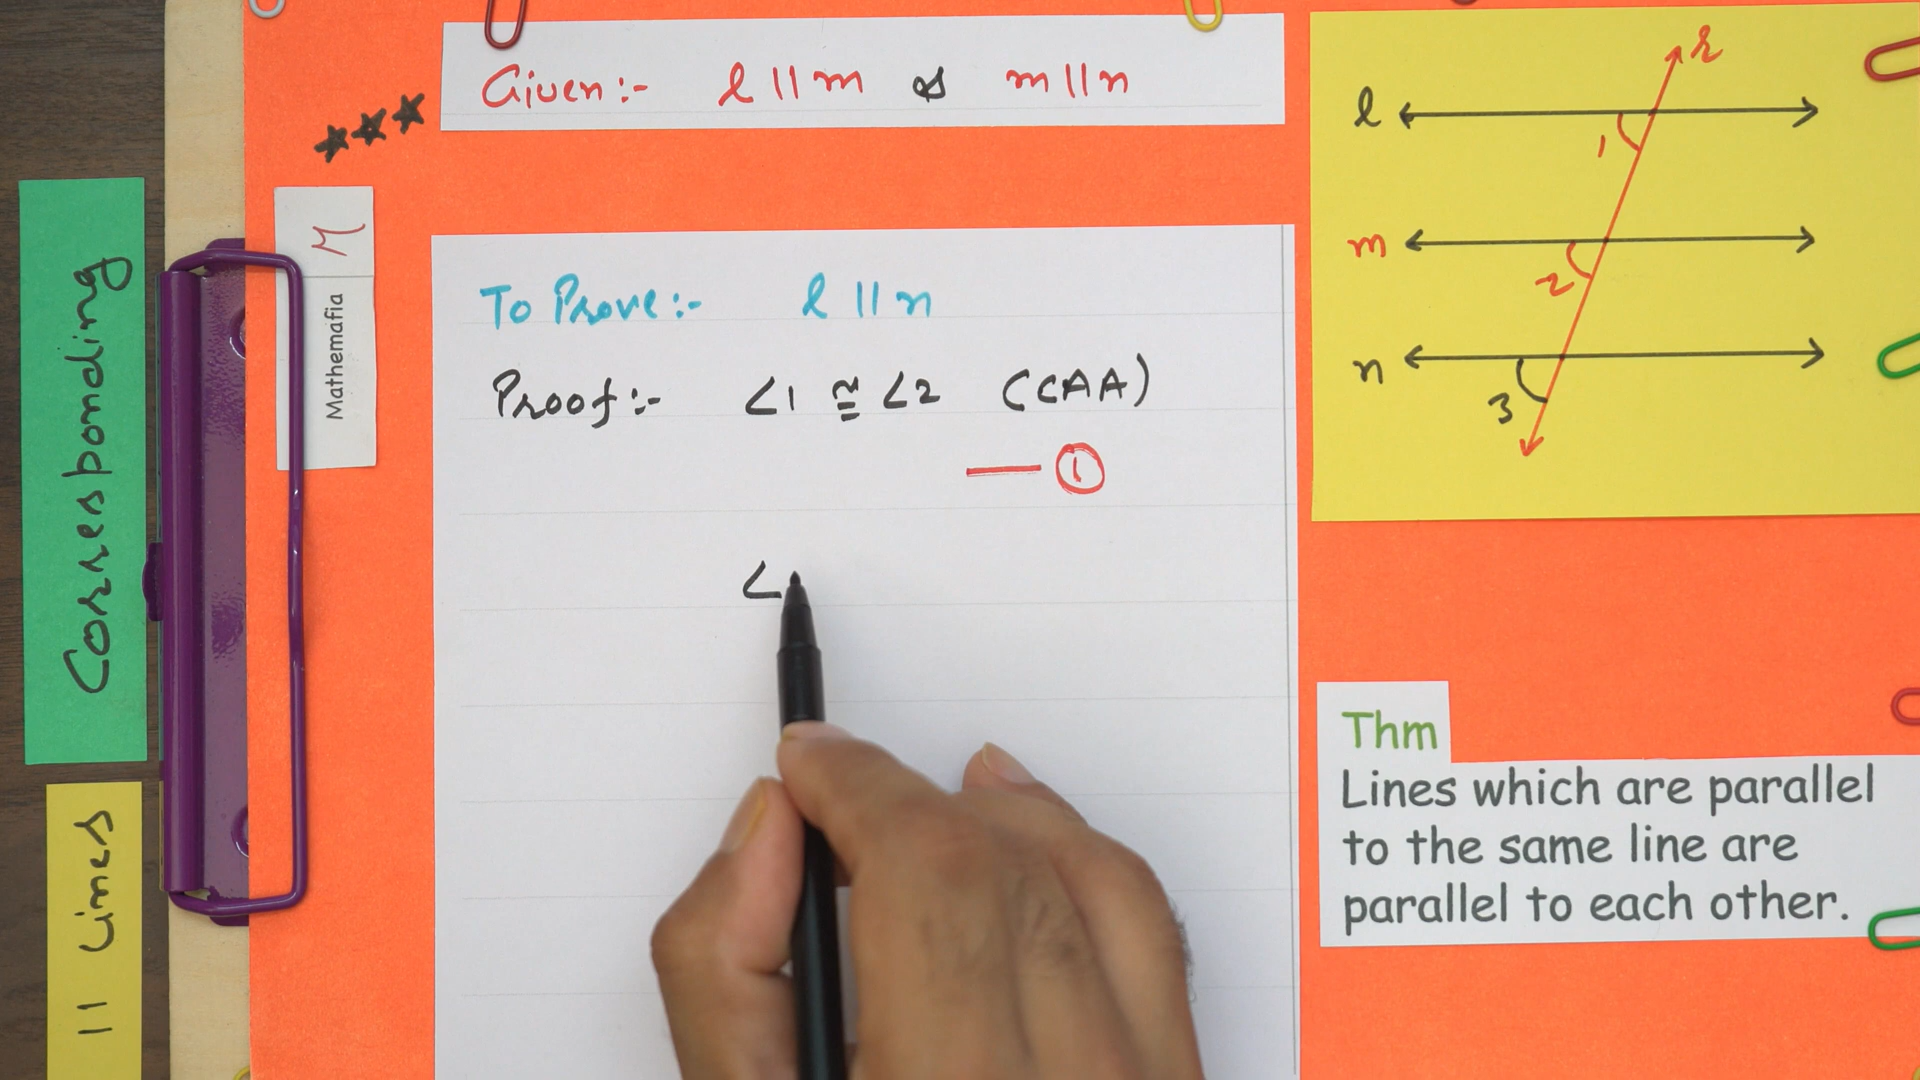 Given:- l || m & m || n
M
Mathemafia
Corresponding
|| Lines
To Prove:- l || n
Proof:- ∠1 ≅ ∠2 (CAA)
— ①
∠
r
l
1
m
2
n
3
Thm
Lines which are parallel
to the same line are
parallel to each other.